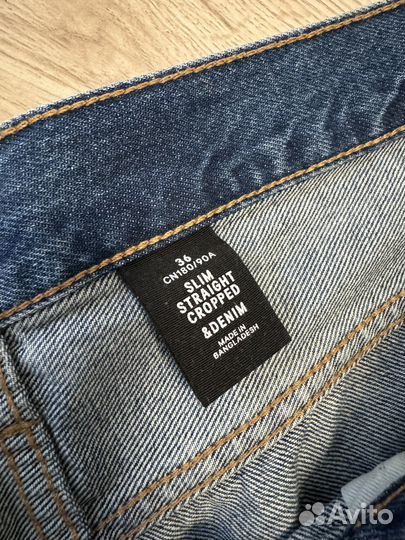 36
CN180/90A
SLIM
STRAIGHT
CROPPED
&DENIM
MADE IN
BANGLADESH
Avito